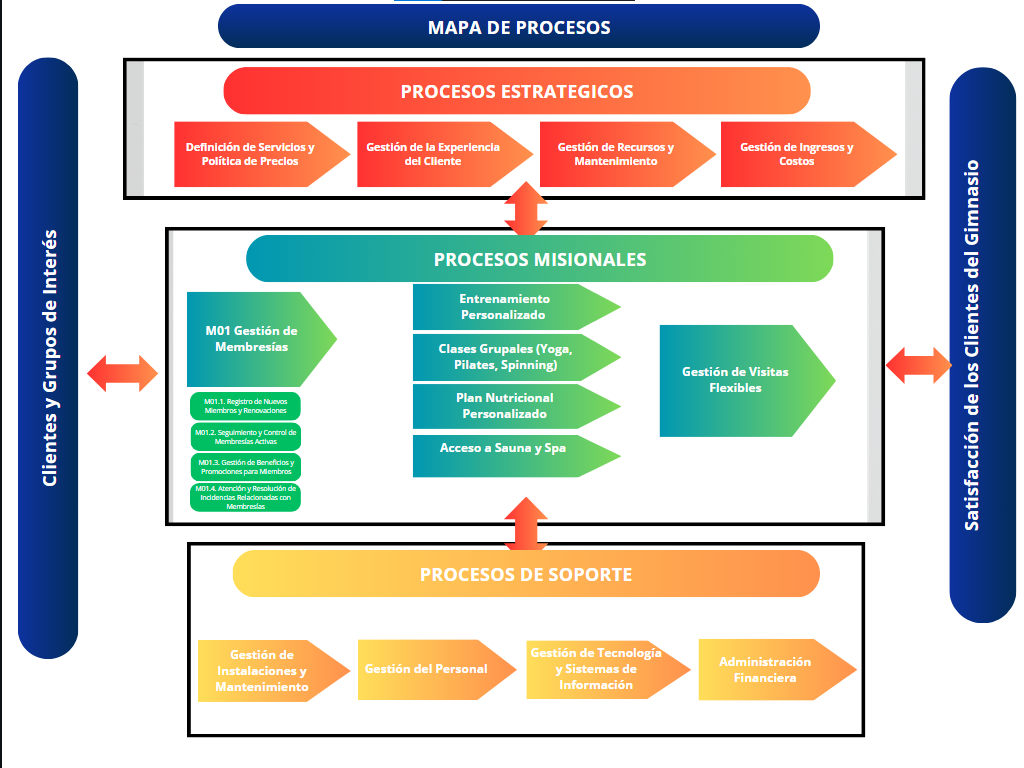 MAPA DE PROCESOS
Clientes y Grupos de Interés
PROCESOS ESTRATEGICOS
Definición de Servicios y
Política de Precios
Gestión de la Experiencia
del Cliente
Gestión de Recursos y
Mantenimiento
Gestión de Ingresos y
Costos
PROCESOS MISIONALES
M01 Gestión de
Membresías
M01.1. Registro de Nuevos
Miembros y Renovaciones
M01.2. Seguimiento y Control de
Membresías Activas
M01.3. Gestión de Beneficios y
Promociones para Miembros
M01.4. Atención y Resolución de
Incidencias Relacionadas con
Membresías
Entrenamiento
Personalizado
Clases Grupales (Yoga,
Pilates, Spinning)
Plan Nutricional
Personalizado
Acceso a Sauna y Spa
Gestión de Visitas
Flexibles
PROCESOS DE SOPORTE
Gestión de
Instalaciones y
Mantenimiento
Gestión del Personal
Gestión de Tecnología
y Sistemas de
Información
Administración
Financiera
Satisfacción de los Clientes del Gimnasio